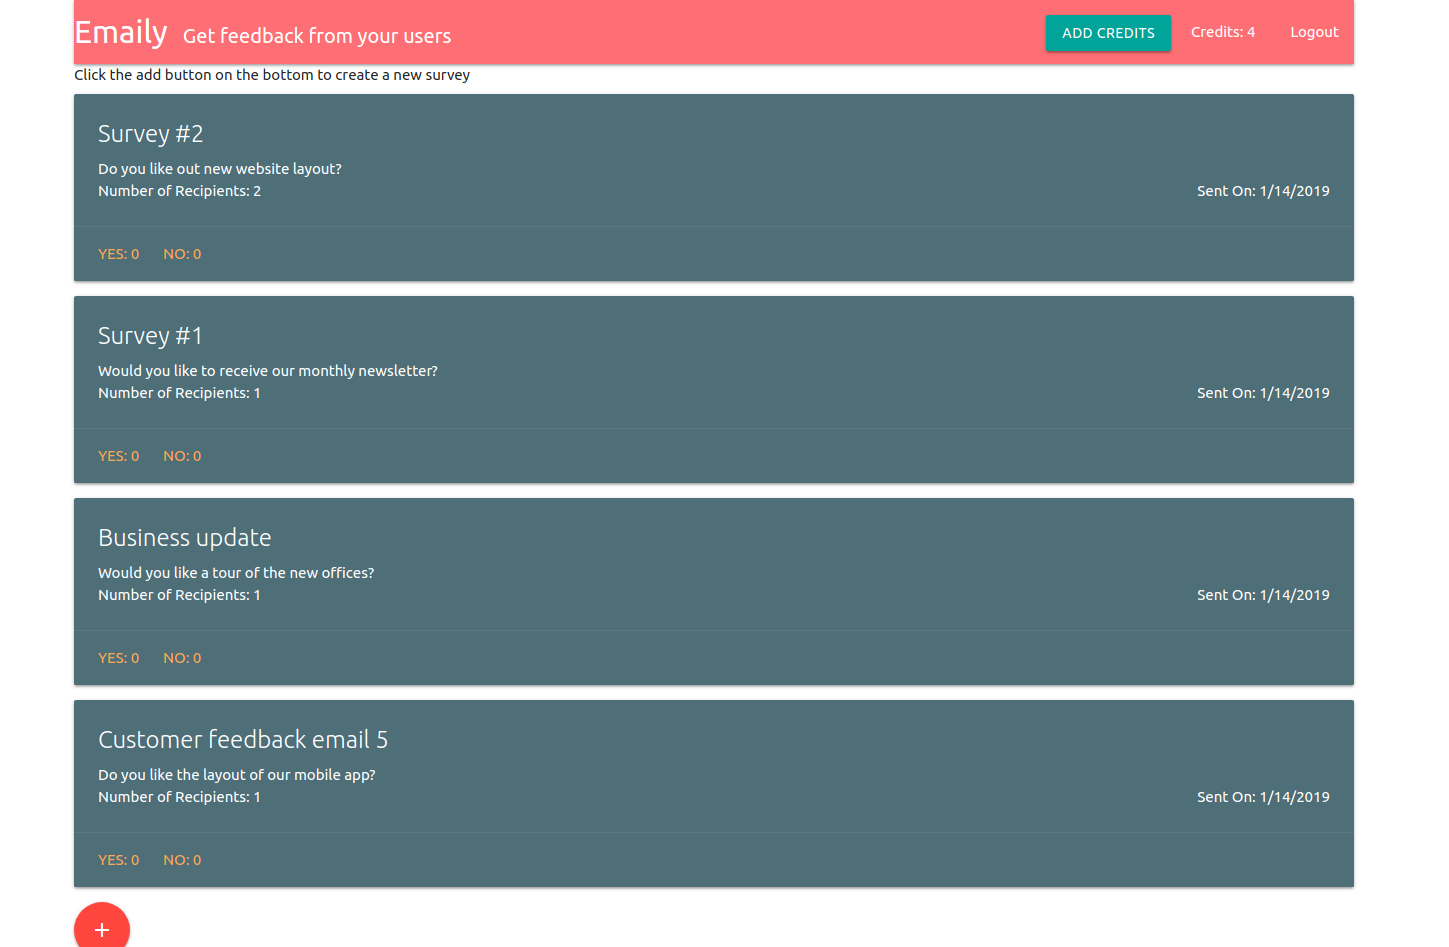 Emaily Get feedback from your users ADD CREDITS Credits: 4 Logout
Click the add button on the bottom to create a new survey
Survey #2
Do you like out new website layout?
Number of Recipients: 2 Sent On: 1/14/2019
YES: 0 NO: 0
Survey #1
Would you like to receive our monthly newsletter?
Number of Recipients: 1 Sent On: 1/14/2019
YES: 0 NO: 0
Business update
Would you like a tour of the new offices?
Number of Recipients: 1 Sent On: 1/14/2019
YES: 0 NO: 0
Customer feedback email 5
Do you like the layout of our mobile app?
Number of Recipients: 1 Sent On: 1/14/2019
YES: 0 NO: 0
+